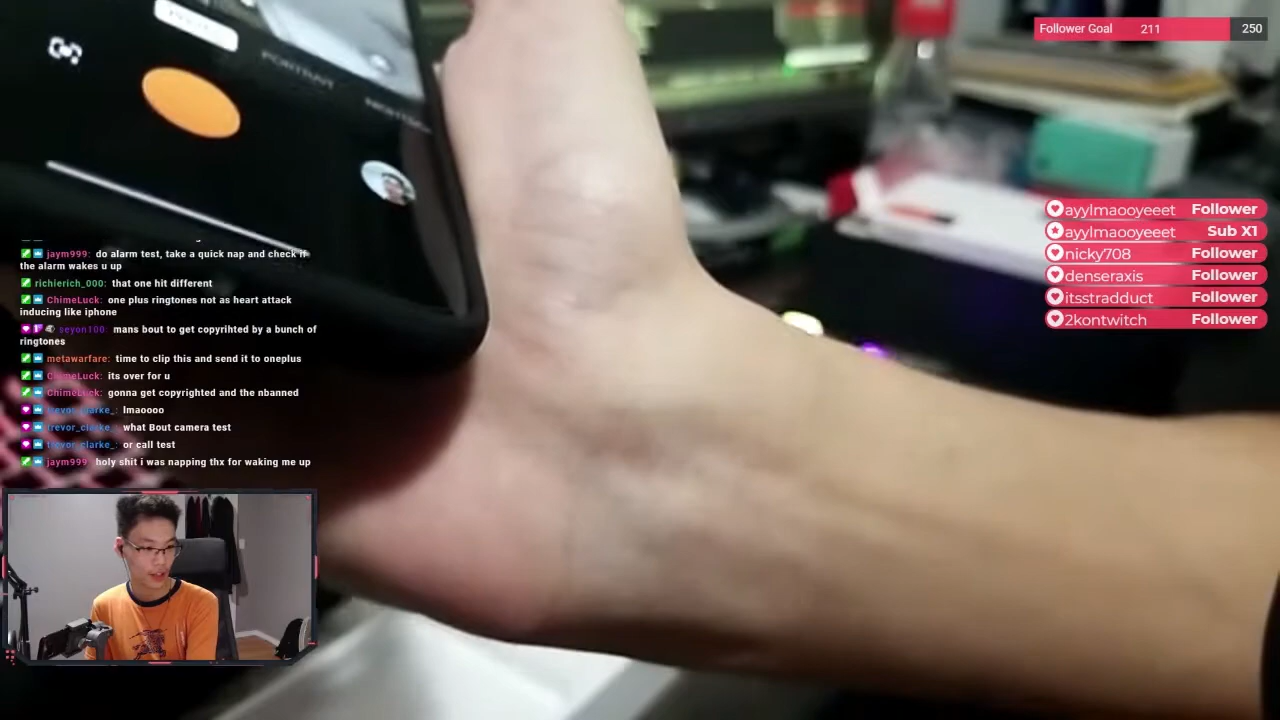 Follower Goal 211 250
PORTRAIT
ayylmaooyeeet Follower
ayylmaooyeeet Sub X1
nicky708 Follower
denseraxis Follower
itsstradduct Follower
2kontwitch Follower
jaym999: do alarm test, take a quick nap and check if
the alarm wakes u up
richierich_000: that one hit different
ChimeLuck: one plus ringtones not as heart attack
inducing like iphone
seyon100: mans bout to get copyrihted by a bunch of
ringtones
metawarfare: time to clip this and send it to oneplus
ChimeLuck: its over for u
ChimeLuck: gonna get copyrighted and the nbanned
trevor_clarke_: lmaoooo
trevor_clarke_: what Bout camera test
trevor_clarke_: or call test
jaym999: holy shit i was napping thx for waking me up